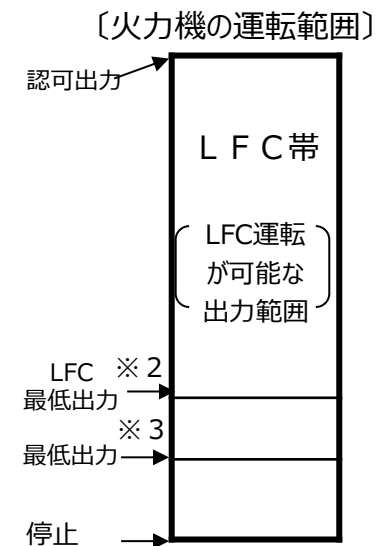 〔火力機の運転範囲〕
認可出力
ＬＦＣ帯
LFC運転
が可能な
出力範囲
LFC ※２
最低出力
※３
最低出力
停止